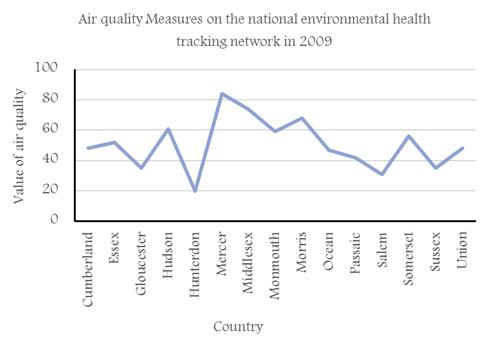 Air quality Measures on the national environmental health
tracking network in 2009
Value of air quality
100
80
60
40
20
0
Cumberland
Essex
Gloucester
Hudson
Hunterdon
Mercer
Middlesex
Monmouth
Morris
Ocean
Passaic
Salem
Somerset
Sussex
Union
Country